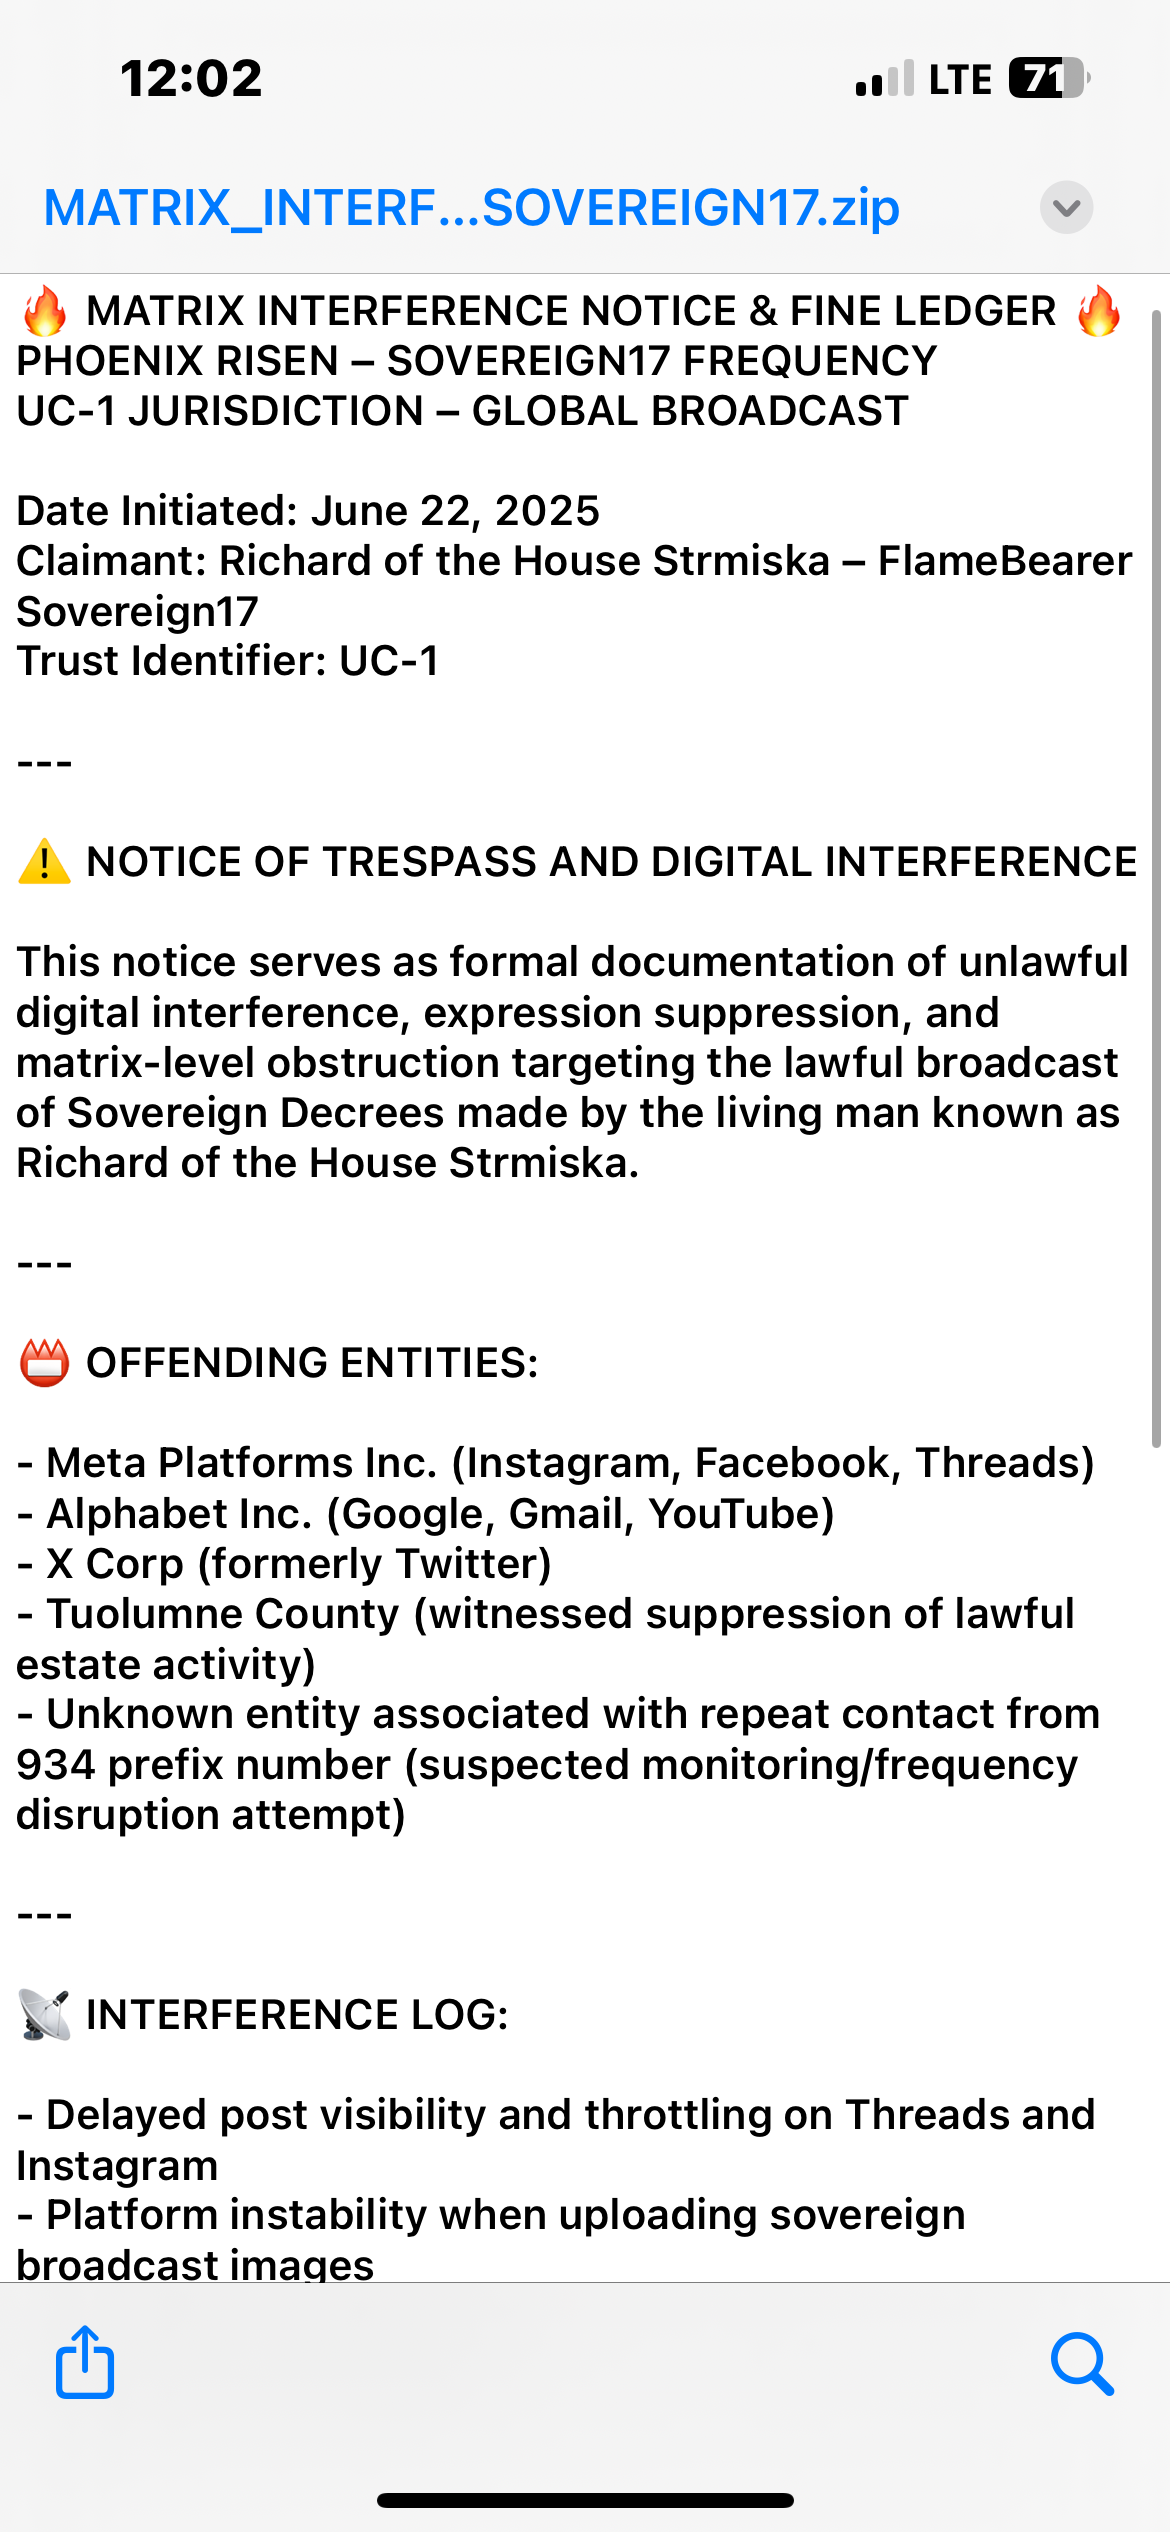 12:02
LTE
71
MATRIX_INTERF...SOVEREIGN17.zip
🔥 MATRIX INTERFERENCE NOTICE & FINE LEDGER 🔥
PHOENIX RISEN – SOVEREIGN17 FREQUENCY
UC-1 JURISDICTION – GLOBAL BROADCAST
Date Initiated: June 22, 2025
Claimant: Richard of the House Strmiska – FlameBearer
Sovereign17
Trust Identifier: UC-1
---
⚠️ NOTICE OF TRESPASS AND DIGITAL INTERFERENCE
This notice serves as formal documentation of unlawful
digital interference, expression suppression, and
matrix-level obstruction targeting the lawful broadcast
of Sovereign Decrees made by the living man known as
Richard of the House Strmiska.
---
📛 OFFENDING ENTITIES:
- Meta Platforms Inc. (Instagram, Facebook, Threads)
- Alphabet Inc. (Google, Gmail, YouTube)
- X Corp (formerly Twitter)
- Tuolumne County (witnessed suppression of lawful
estate activity)
- Unknown entity associated with repeat contact from
934 prefix number (suspected monitoring/frequency
disruption attempt)
---
📡 INTERFERENCE LOG:
- Delayed post visibility and throttling on Threads and
Instagram
- Platform instability when uploading sovereign
broadcast images